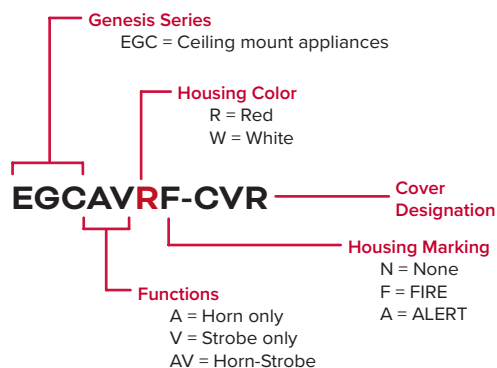 Genesis Series
EGC = Ceiling mount appliances
Housing Color
R = Red
W = White
EGCAVRF-CVR
Cover
Designation
Housing Marking
N = None
F = FIRE
A = ALERT
Functions
A = Horn only
V = Strobe only
AV = Horn-Strobe